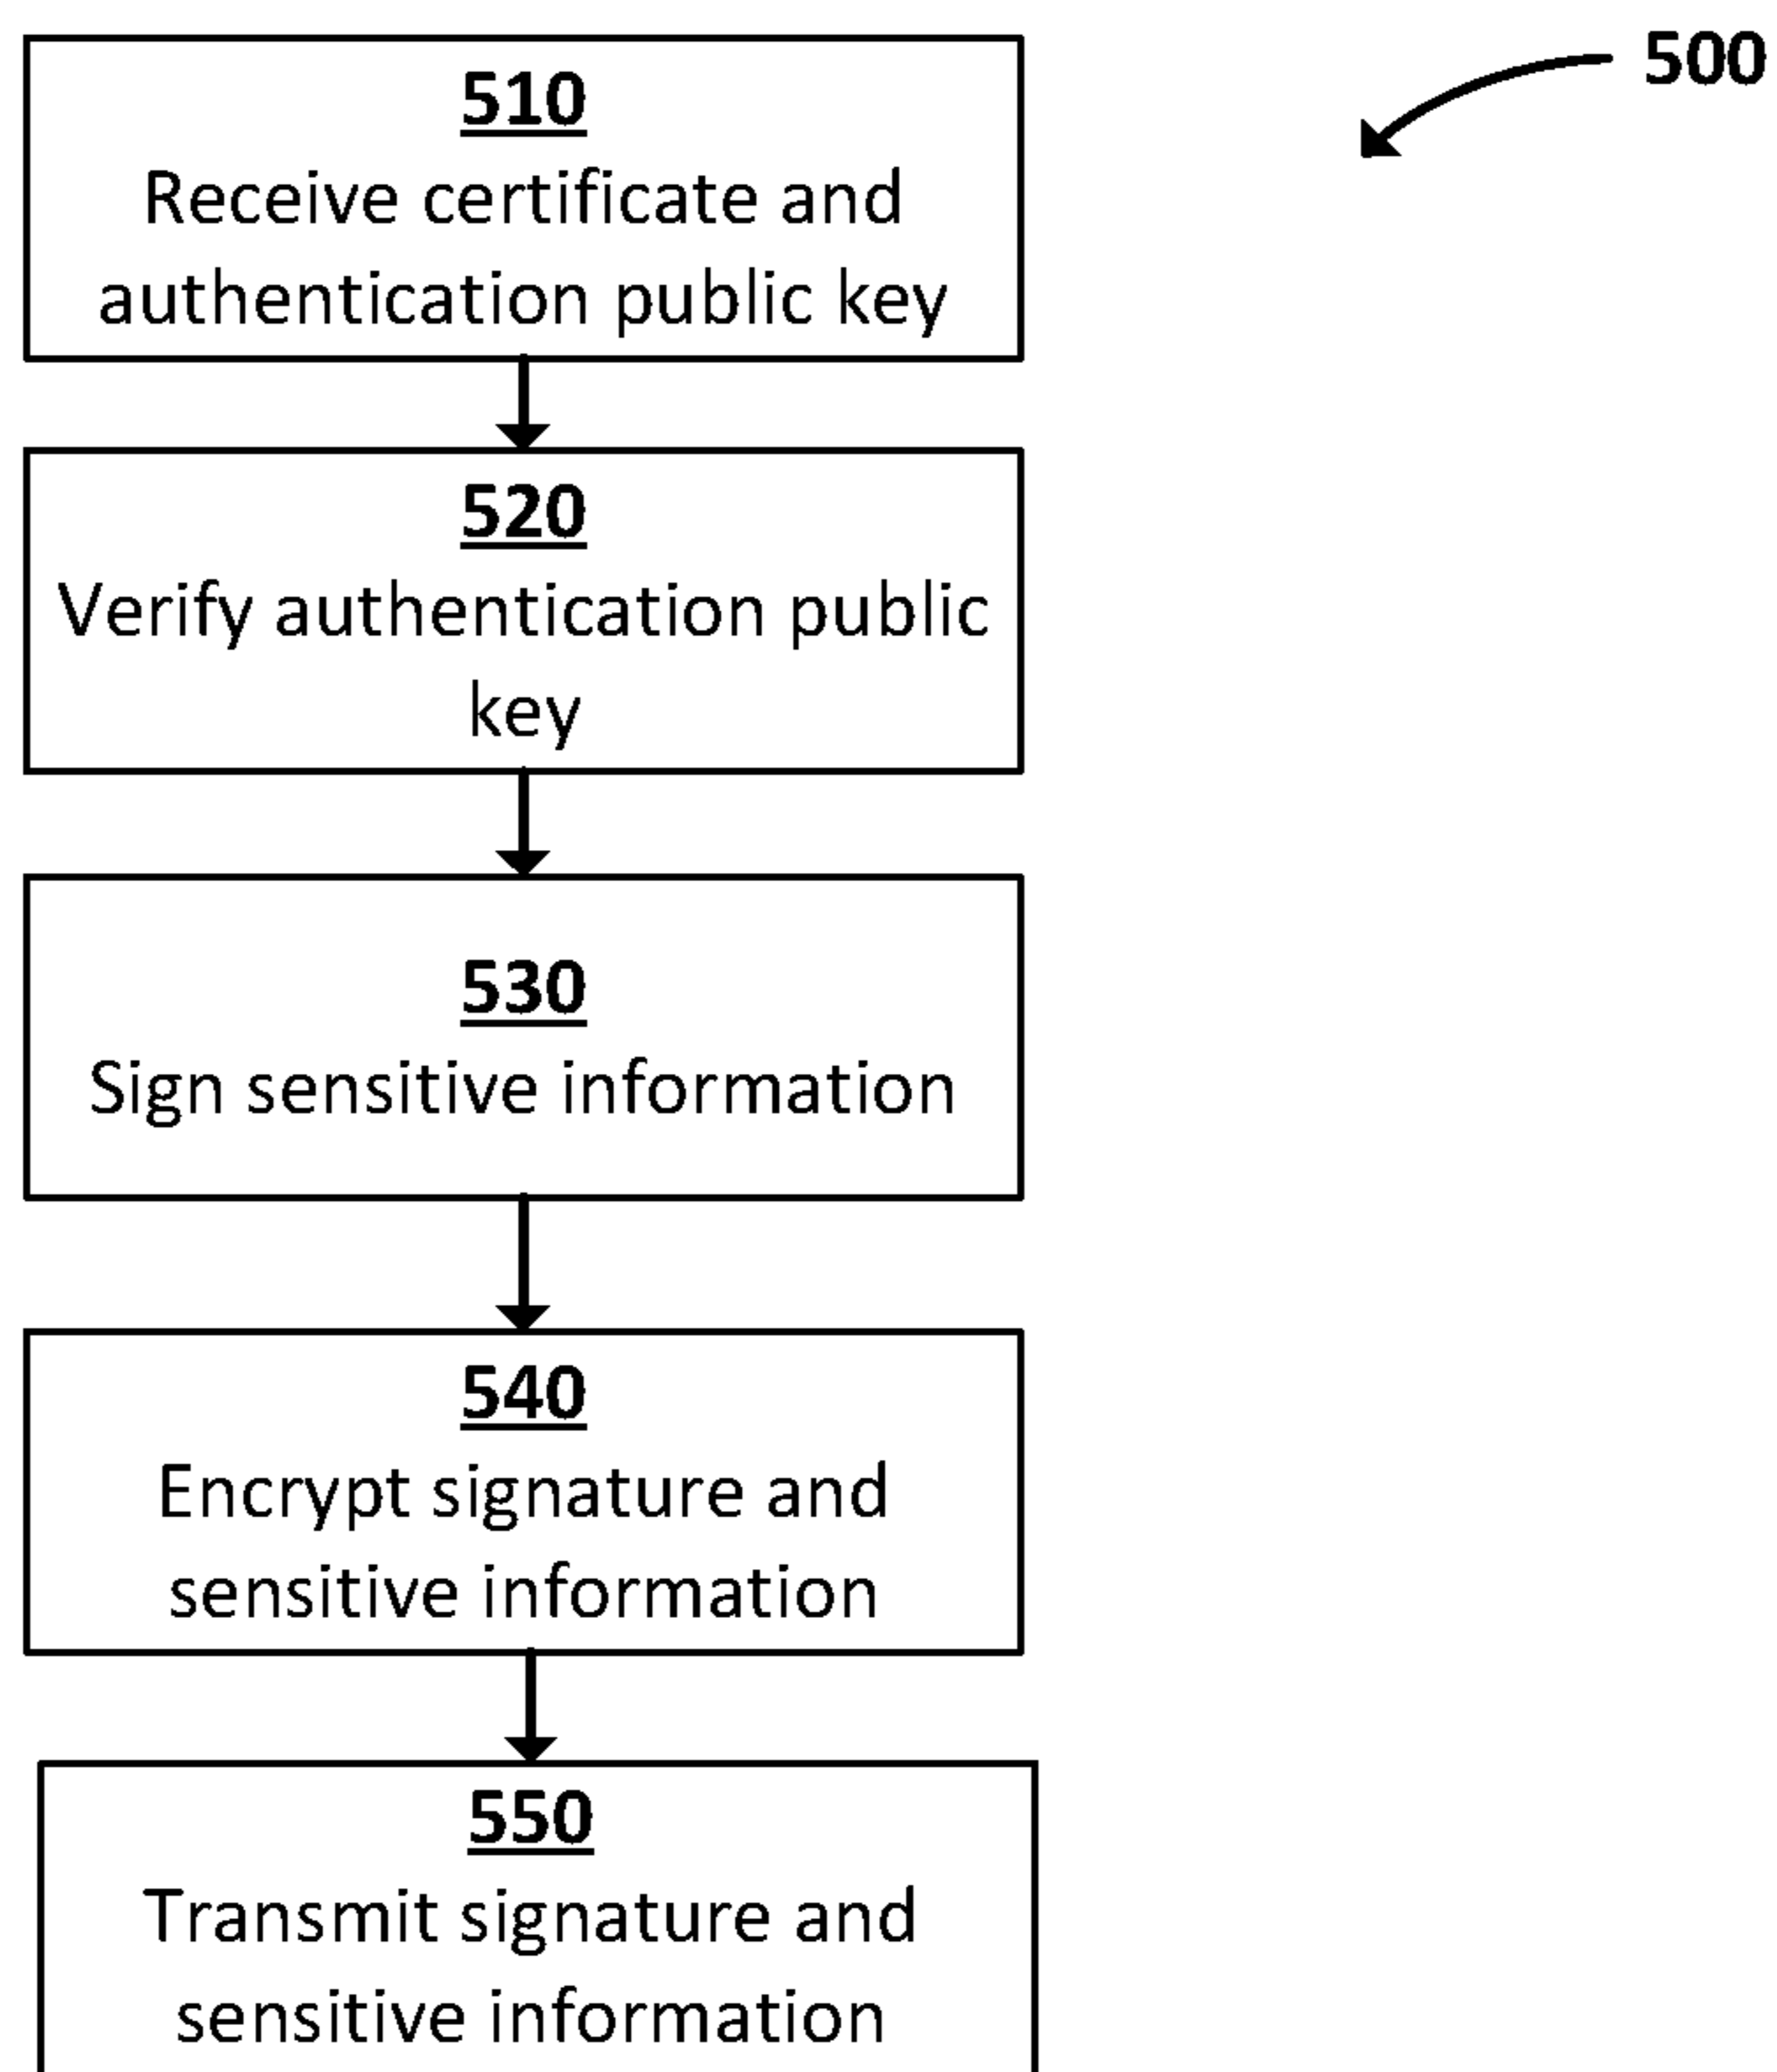 500
510
Receive certificate and
authentication public key
520
Verify authentication public
key
530
Sign sensitive information
540
Encrypt signature and
sensitive information
550
Transmit signature and
sensitive information